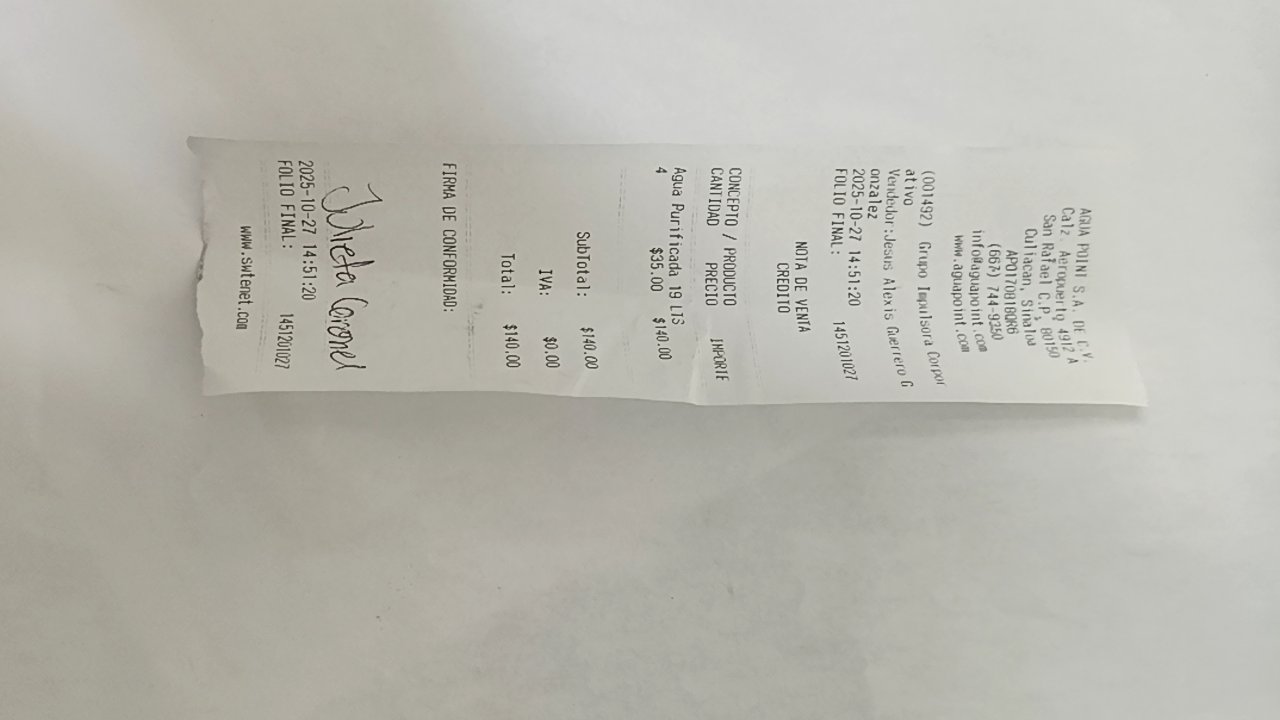 AGUA POINT S.A. DE C.V.
Calz. Aeropuerto 4912 A
San Rafael C.P. 80150
Culiacan, Sinaloa
APO170818QR6
(667) 744-9350
info@aguapoint.com
www.aguapoint.com
(001492) Grupo Impulsora Corpor
ativo
Vendedor:Jesus Alexis Guerrero G
onzalez
2025-10-27 14:51:20
FOLIO FINAL: 1451201027
NOTA DE VENTA
CREDITO
CONCEPTO / PRODUCTO
CANTIDAD PRECIO IMPORTE
Agua Purificada 19 LTS
4 $35.00 $140.00
SubTotal: $140.00
IVA: $0.00
Total: $140.00
FIRMA DE CONFORMIDAD:
Julieta Coronel
2025-10-27 14:51:20
FOLIO FINAL: 1451201027
www.swtenet.com